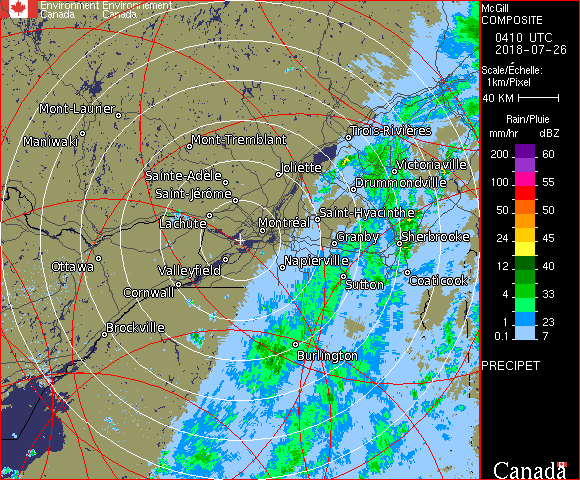 Environment Environnement
Canada Canada
Mont-Laurier
Maniwaki
Mont-Tremblant
Trois-Rivières
Sainte-Adèle
Joliette
Victoriaville
Saint-Jérôme
Drummondville
Lachute
Montréal
Saint-Hyacinthe
Granby
Sherbrooke
Ottawa
Valleyfield
Napierville
Cornwall
Sutton
Coaticook
Brockville
Burlington
McGill
COMPOSITE
0410 UTC
2018-07-26
Scale/Échelle:
1km/Pixel
40 KM
Rain/Pluie
mm/hr dBZ
200 60
100 55
50 50
24 45
12 40
4 33
1 23
0.1 7
PRECIPET
Canada